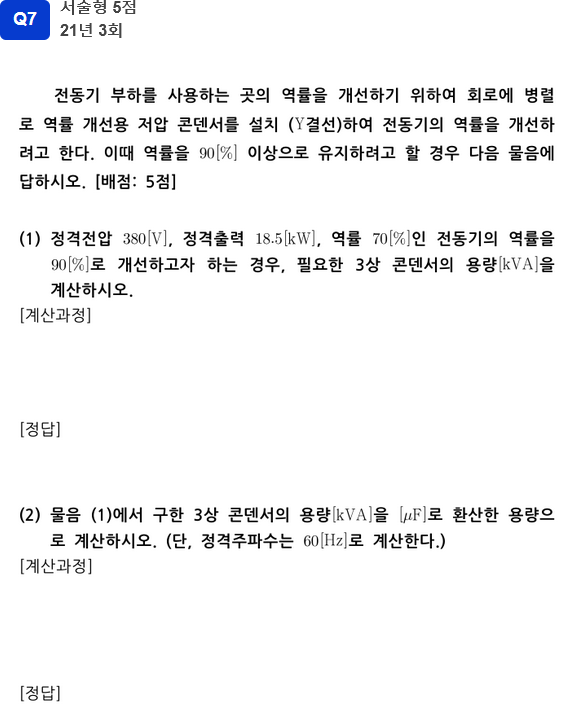 Q7
서술형 5점
21년 3회
전동기 부하를 사용하는 곳의 역률을 개선하기 위하여 회로에 병렬
로 역률 개선용 저압 콘덴서를 설치 (Y결선)하여 전동기의 역률을 개선하
려고 한다. 이때 역률을 90[%] 이상으로 유지하려고 할 경우 다음 물음에
답하시오. [배점: 5점]
(1) 정격전압 380[V], 정격출력 18.5[kW], 역률 70[%]인 전동기의 역률을
90[%]로 개선하고자 하는 경우, 필요한 3상 콘덴서의 용량[kVA]을
계산하시오.
[계산과정]
[정답]
(2) 물음 (1)에서 구한 3상 콘덴서의 용량[kVA]을 [μF]로 환산한 용량으
로 계산하시오. (단, 정격주파수는 60[Hz]로 계산한다.)
[계산과정]
[정답]